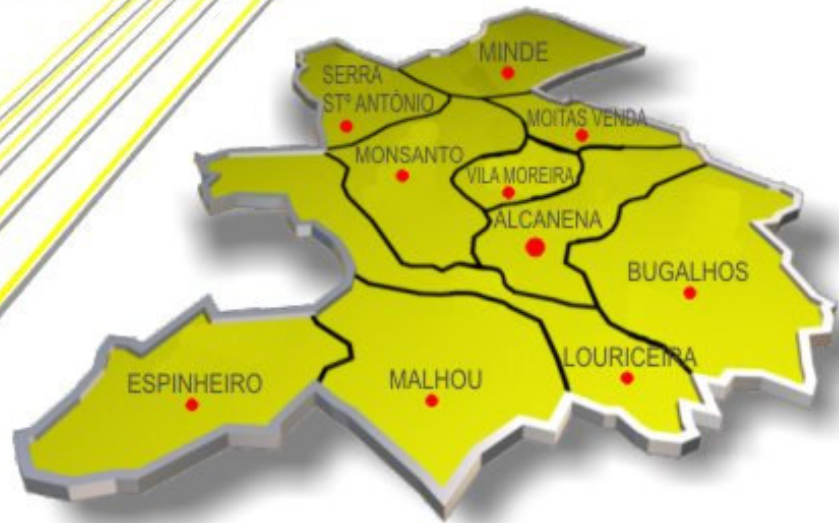 MINDE
SERRA
STº ANTÓNIO
MOITAS VENDA
MONSANTO
VILA MOREIRA
ALCANENA
BUGALHOS
LOURICEIRA
ESPINHEIRO
MALHOU